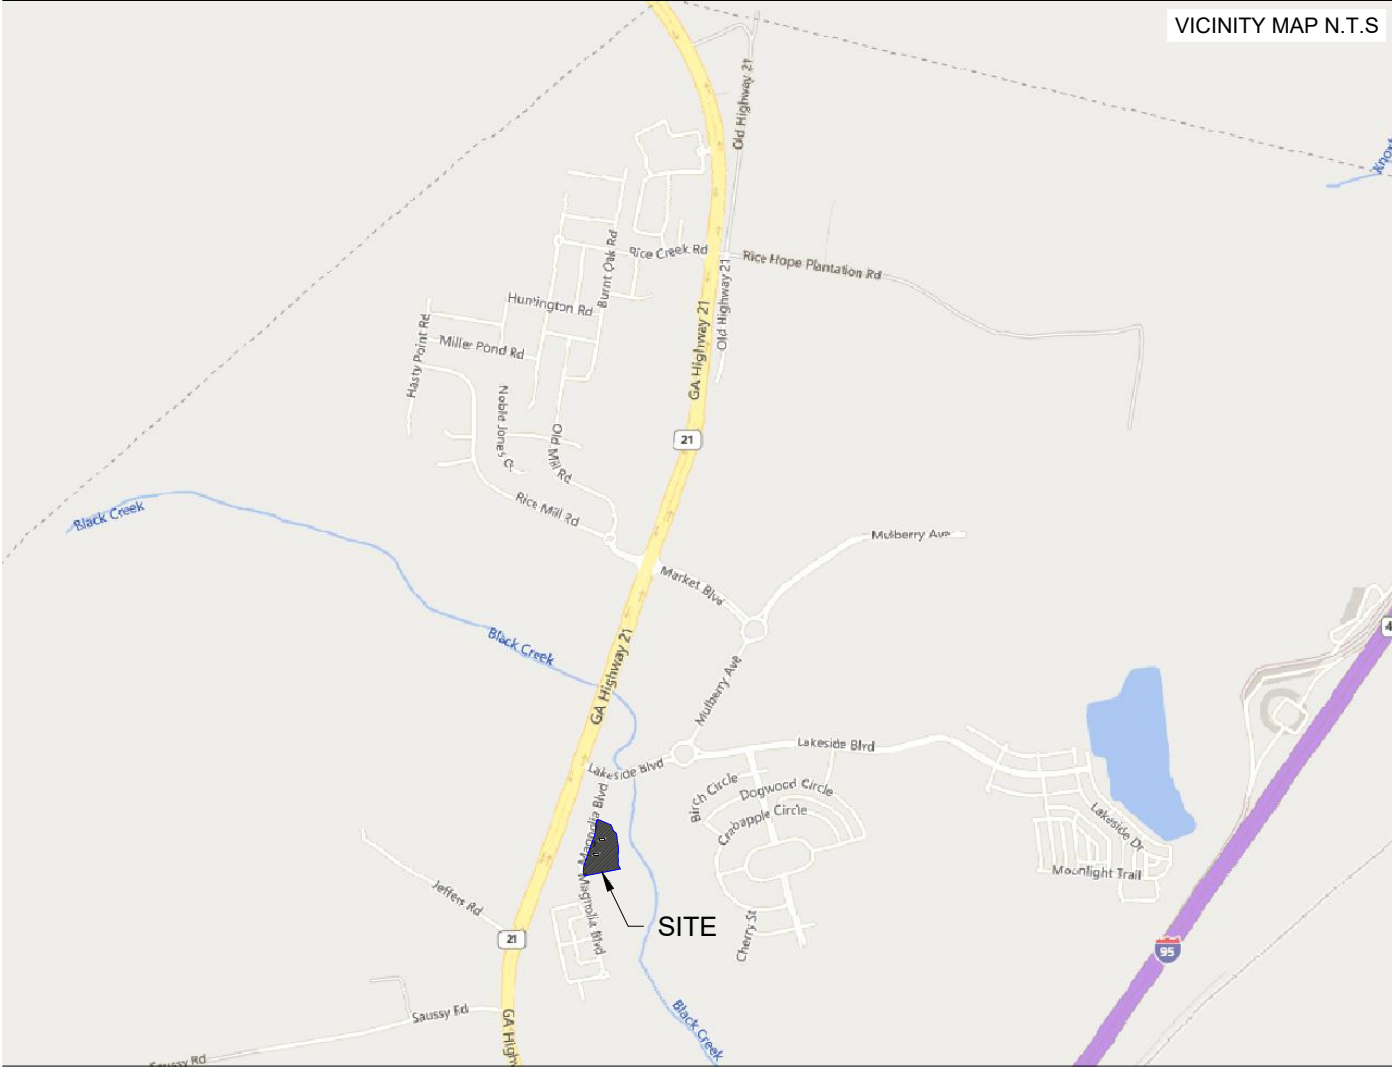 VICINITY MAP N.T.S
Old Highway 21
Rice Creek Rd
Rice Hope Plantation Rd
Burnt Oak Rd
Old Highway 21
Huntington Rd
GA Highway 21
Hasty Point Rd
Miller Pond Rd
Noble Jones Ct
Old Mill Rd
21
Rice Mill Rd
Black Creek
Mulberry Ave
Market Blvd
Black Creek
GA Highway 21
Mulberry Ave
4
Lakeside Blvd
Lakeside Blvd
Birch Circle
Dogwood Circle
Crabapple Circle
Magnolia Blvd
Lakeside Dr
Moonlight Trail
Jeffers Rd
Magnolia Blvd
SITE
Cherry St
21
95
Saussy Rd
Black Creek
GA High
Saussy Rd